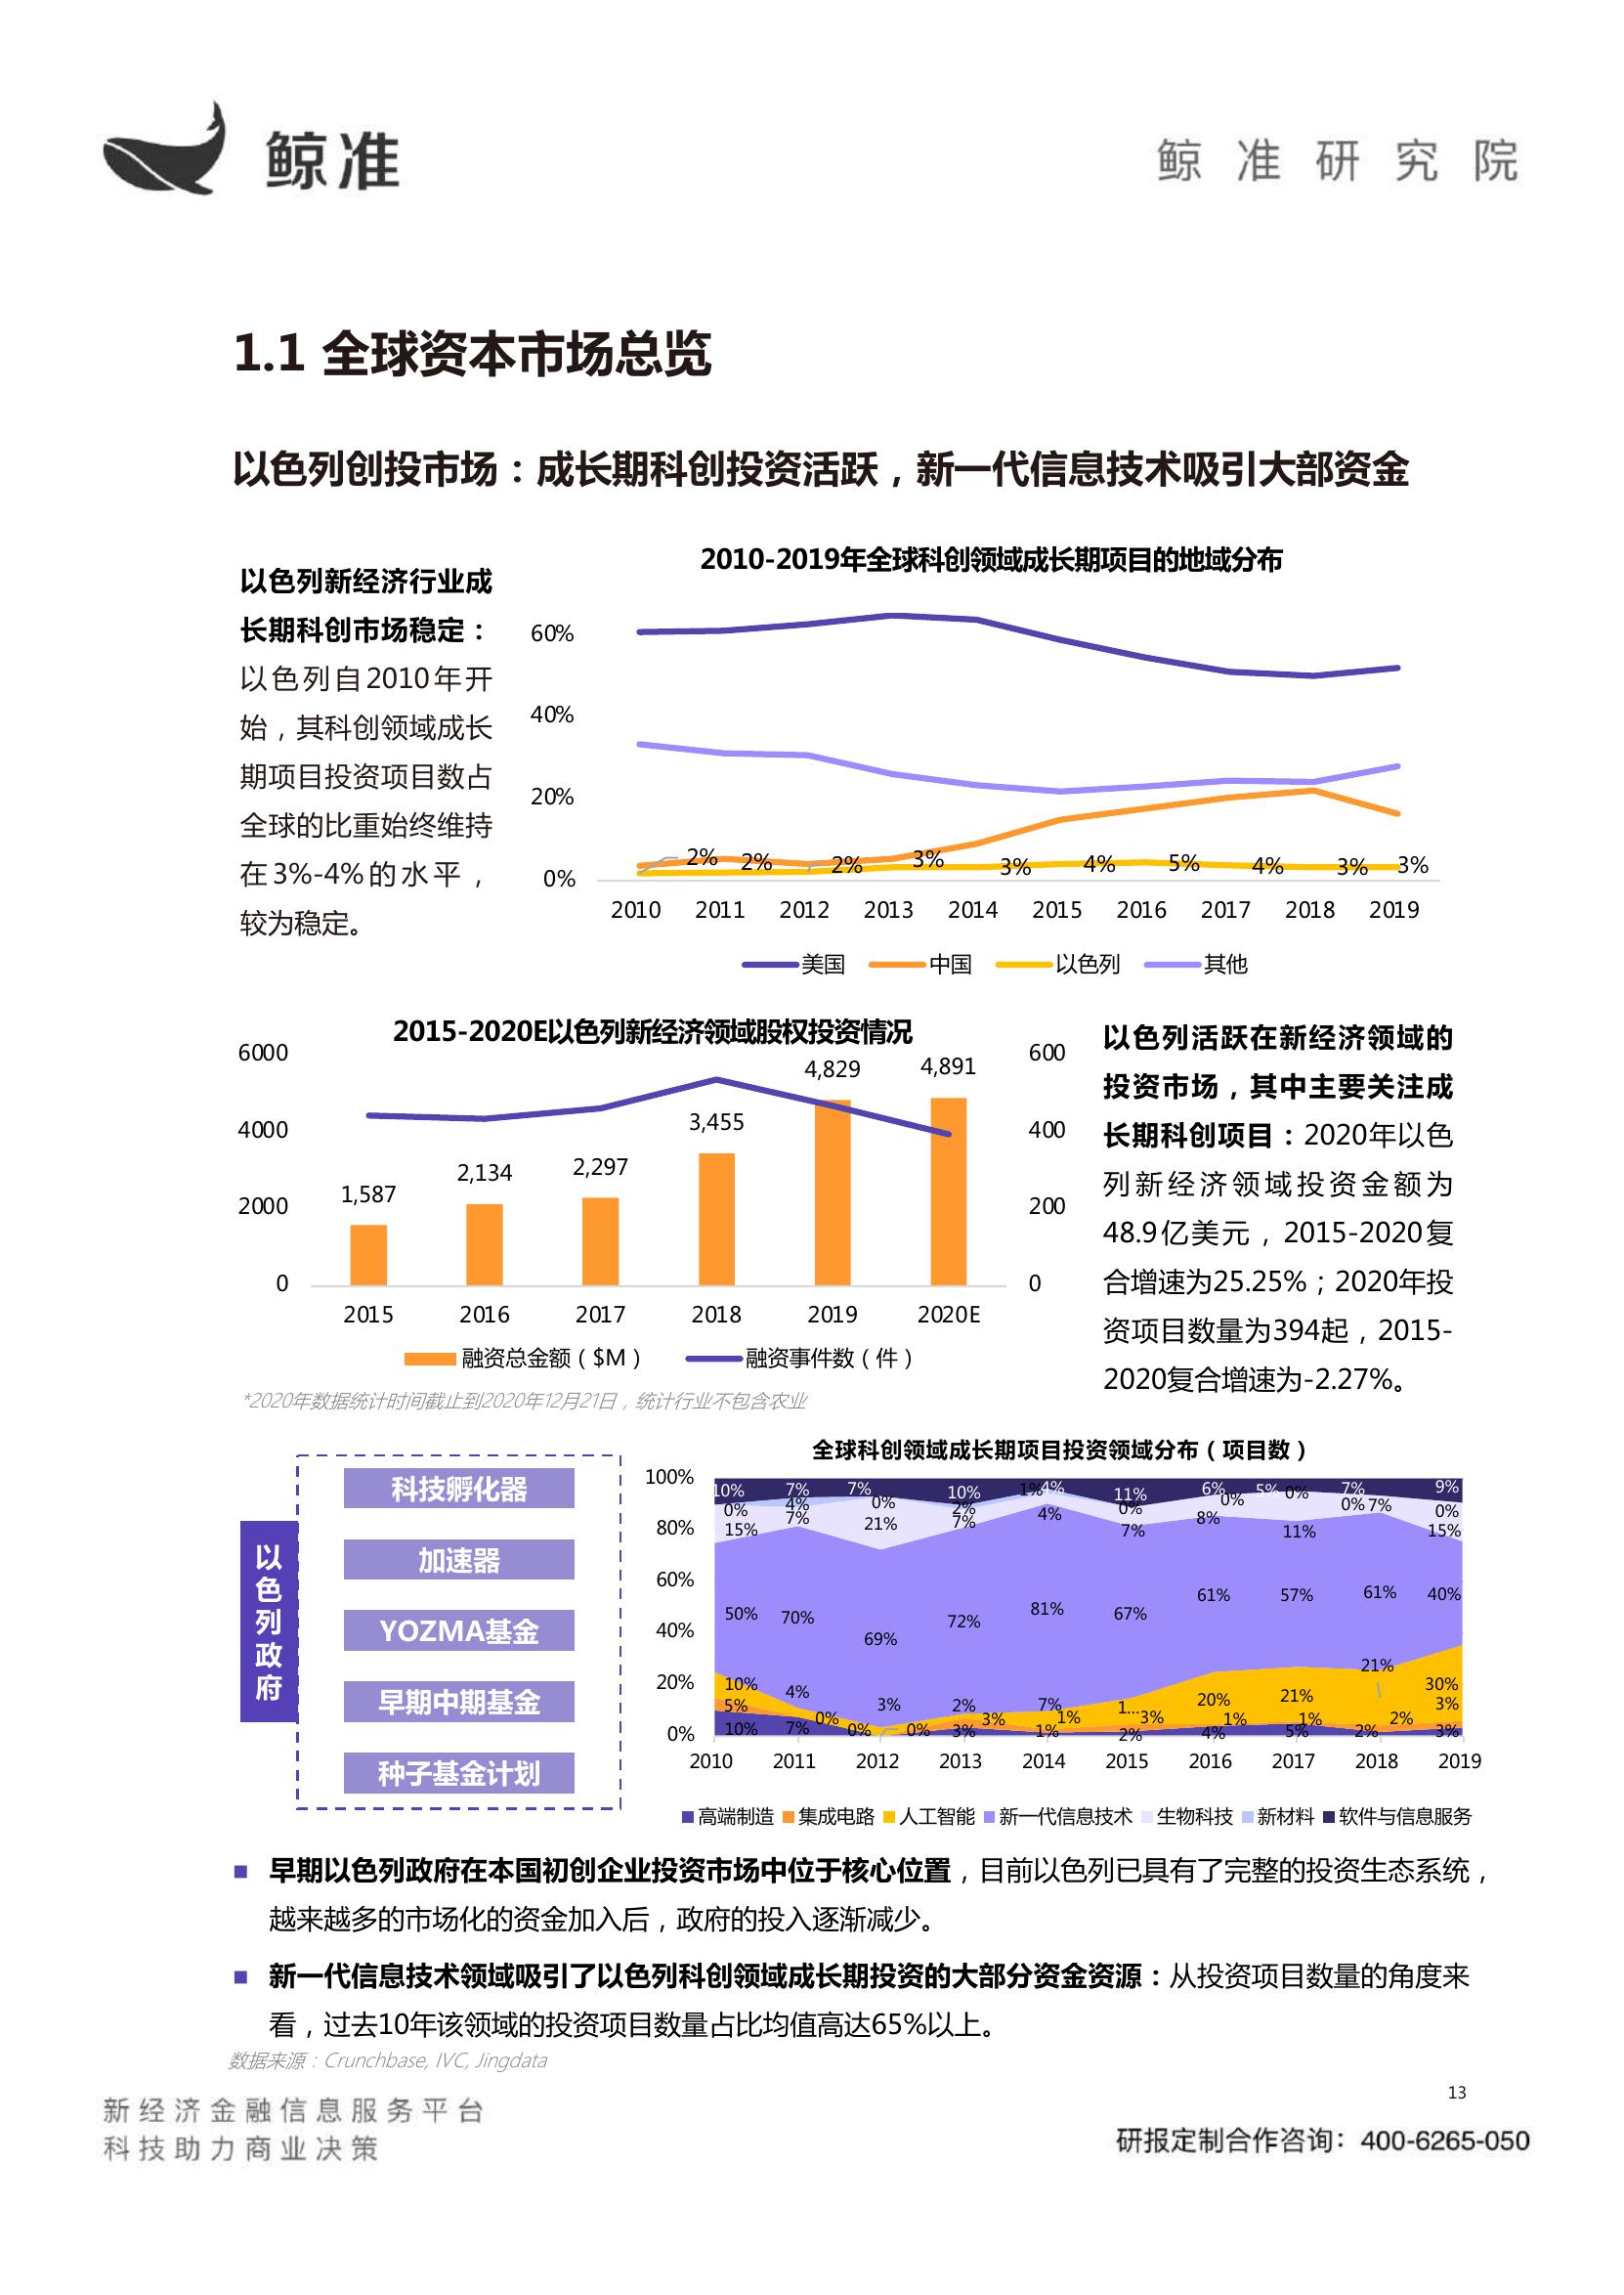 鲸准
鲸准研究院
1.1 全球资本市场总览
以色列创投市场：成长期科创投资活跃，新一代信息技术吸引大部资金
以色列新经济行业成
长期科创市场稳定：
以色列自2010年开
始，其科创领域成长
期项目投资项目数占
全球的比重始终维持
在3%-4%的水平，
较为稳定。
2010-2019年全球科创领域成长期项目的地域分布
60%
40%
20%
0%
2% 2% 2% 3% 3% 4% 5% 4% 3% 3%
2010 2011 2012 2013 2014 2015 2016 2017 2018 2019
美国 中国 以色列 其他
2015-2020E以色列新经济领域股权投资情况
6000
4000
2000
0
600
400
200
0
1,587 2,134 2,297 3,455 4,829 4,891
2015 2016 2017 2018 2019 2020E
融资总金额（$M） 融资事件数（件）
*2020年数据统计时间截止到2020年12月21日，统计行业不包含农业
以色列活跃在新经济领域的
投资市场，其中主要关注成
长期科创项目：2020年以色
列新经济领域投资金额为
48.9亿美元，2015-2020复
合增速为25.25%；2020年投
资项目数量为394起，2015-
2020复合增速为-2.27%。
以色列政府
科技孵化器
加速器
YOZMA基金
早期中期基金
种子基金计划
全球科创领域成长期项目投资领域分布（项目数）
100%
80%
60%
40%
20%
0%
10% 7% 7% 10% 4% 11% 6% 5% 7% 9%
0% 4% 0% 2% 1% 0% 0% 0% 0% 0%
15% 7% 21% 7% 4% 7% 8% 11% 7% 15%
50% 70% 69% 72% 81% 67% 61% 57% 61% 40%
10% 4% 3% 2% 7% 1... 20% 21% 21% 30%
5% 0% 0% 3% 1% 3% 1% 1% 2% 3%
10% 7% 0% 3% 1% 2% 4% 5% 2% 3%
2010 2011 2012 2013 2014 2015 2016 2017 2018 2019
高端制造 集成电路 人工智能 新一代信息技术 生物科技 新材料 软件与信息服务
早期以色列政府在本国初创企业投资市场中位于核心位置，目前以色列已具有了完整的投资生态系统，
越来越多的市场化的资金加入后，政府的投入逐渐减少。
新一代信息技术领域吸引了以色列科创领域成长期投资的大部分资金资源：从投资项目数量的角度来
看，过去10年该领域的投资项目数量占比均值高达65%以上。
数据来源：Crunchbase, IVC, Jingdata
13
新经济金融信息服务平台
科技助力商业决策
研报定制合作咨询：400-6265-050